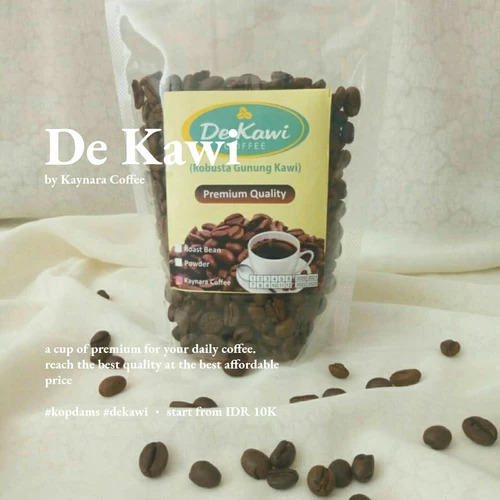 De Kawi
by Kaynara Coffee
De Kawi
COFFEE
(Robusta Gunung Kawi)
Premium Quality
Roast Bean
Powder
Kaynara Coffee
a cup of premium for your daily coffee.
reach the best quality at the best affordable
price
#kopdams #dekawi · start from IDR 10K